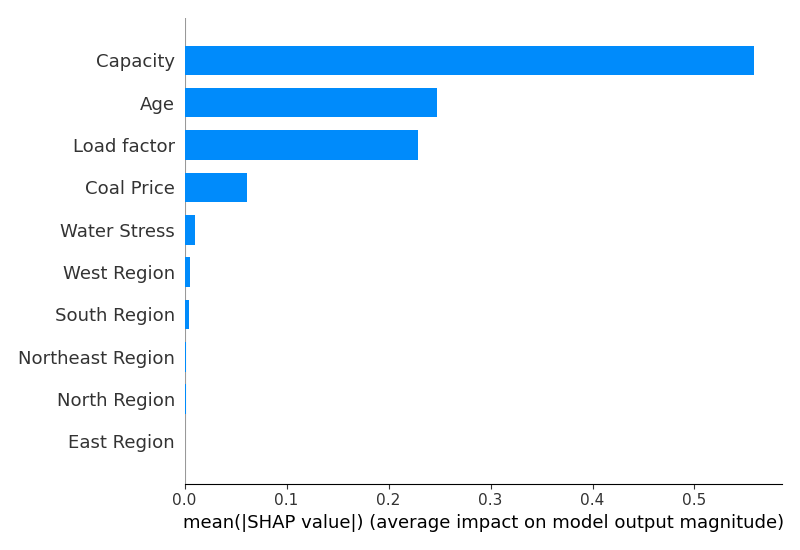 Capacity
Age
Load factor
Coal Price
Water Stress
West Region
South Region
Northeast Region
North Region
East Region
0.0 0.1 0.2 0.3 0.4 0.5
mean(|SHAP value|) (average impact on model output magnitude)